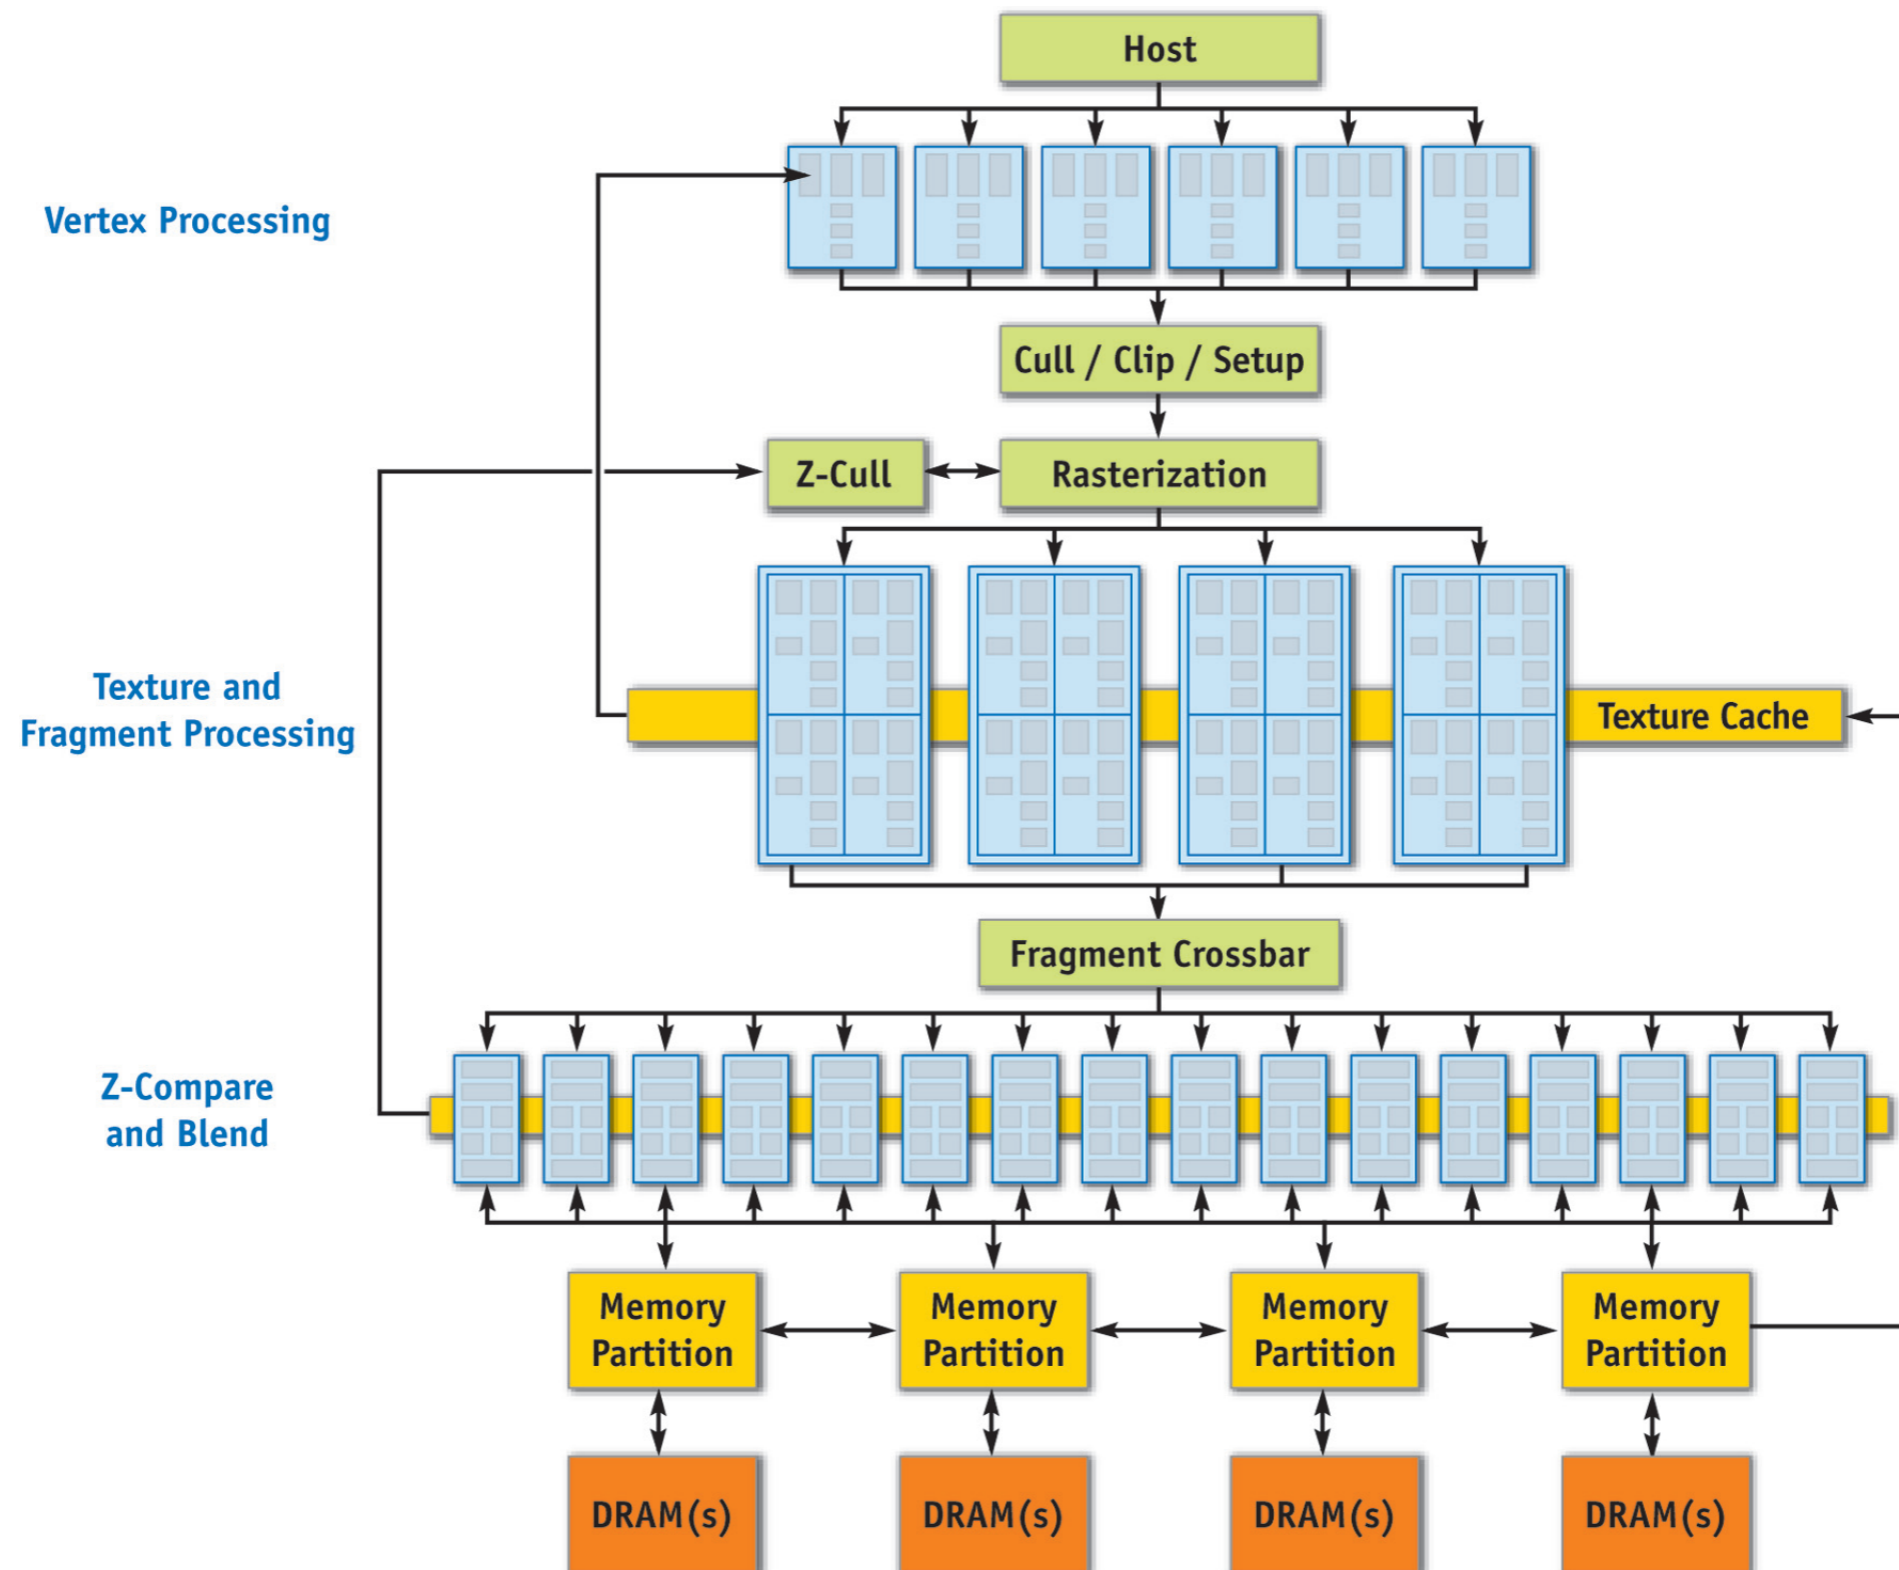 Host
Vertex Processing
Cull / Clip / Setup
Z-Cull
Rasterization
Texture and
Fragment Processing
Texture Cache
Fragment Crossbar
Z-Compare
and Blend
Memory
Partition
Memory
Partition
Memory
Partition
Memory
Partition
DRAM(s)
DRAM(s)
DRAM(s)
DRAM(s)